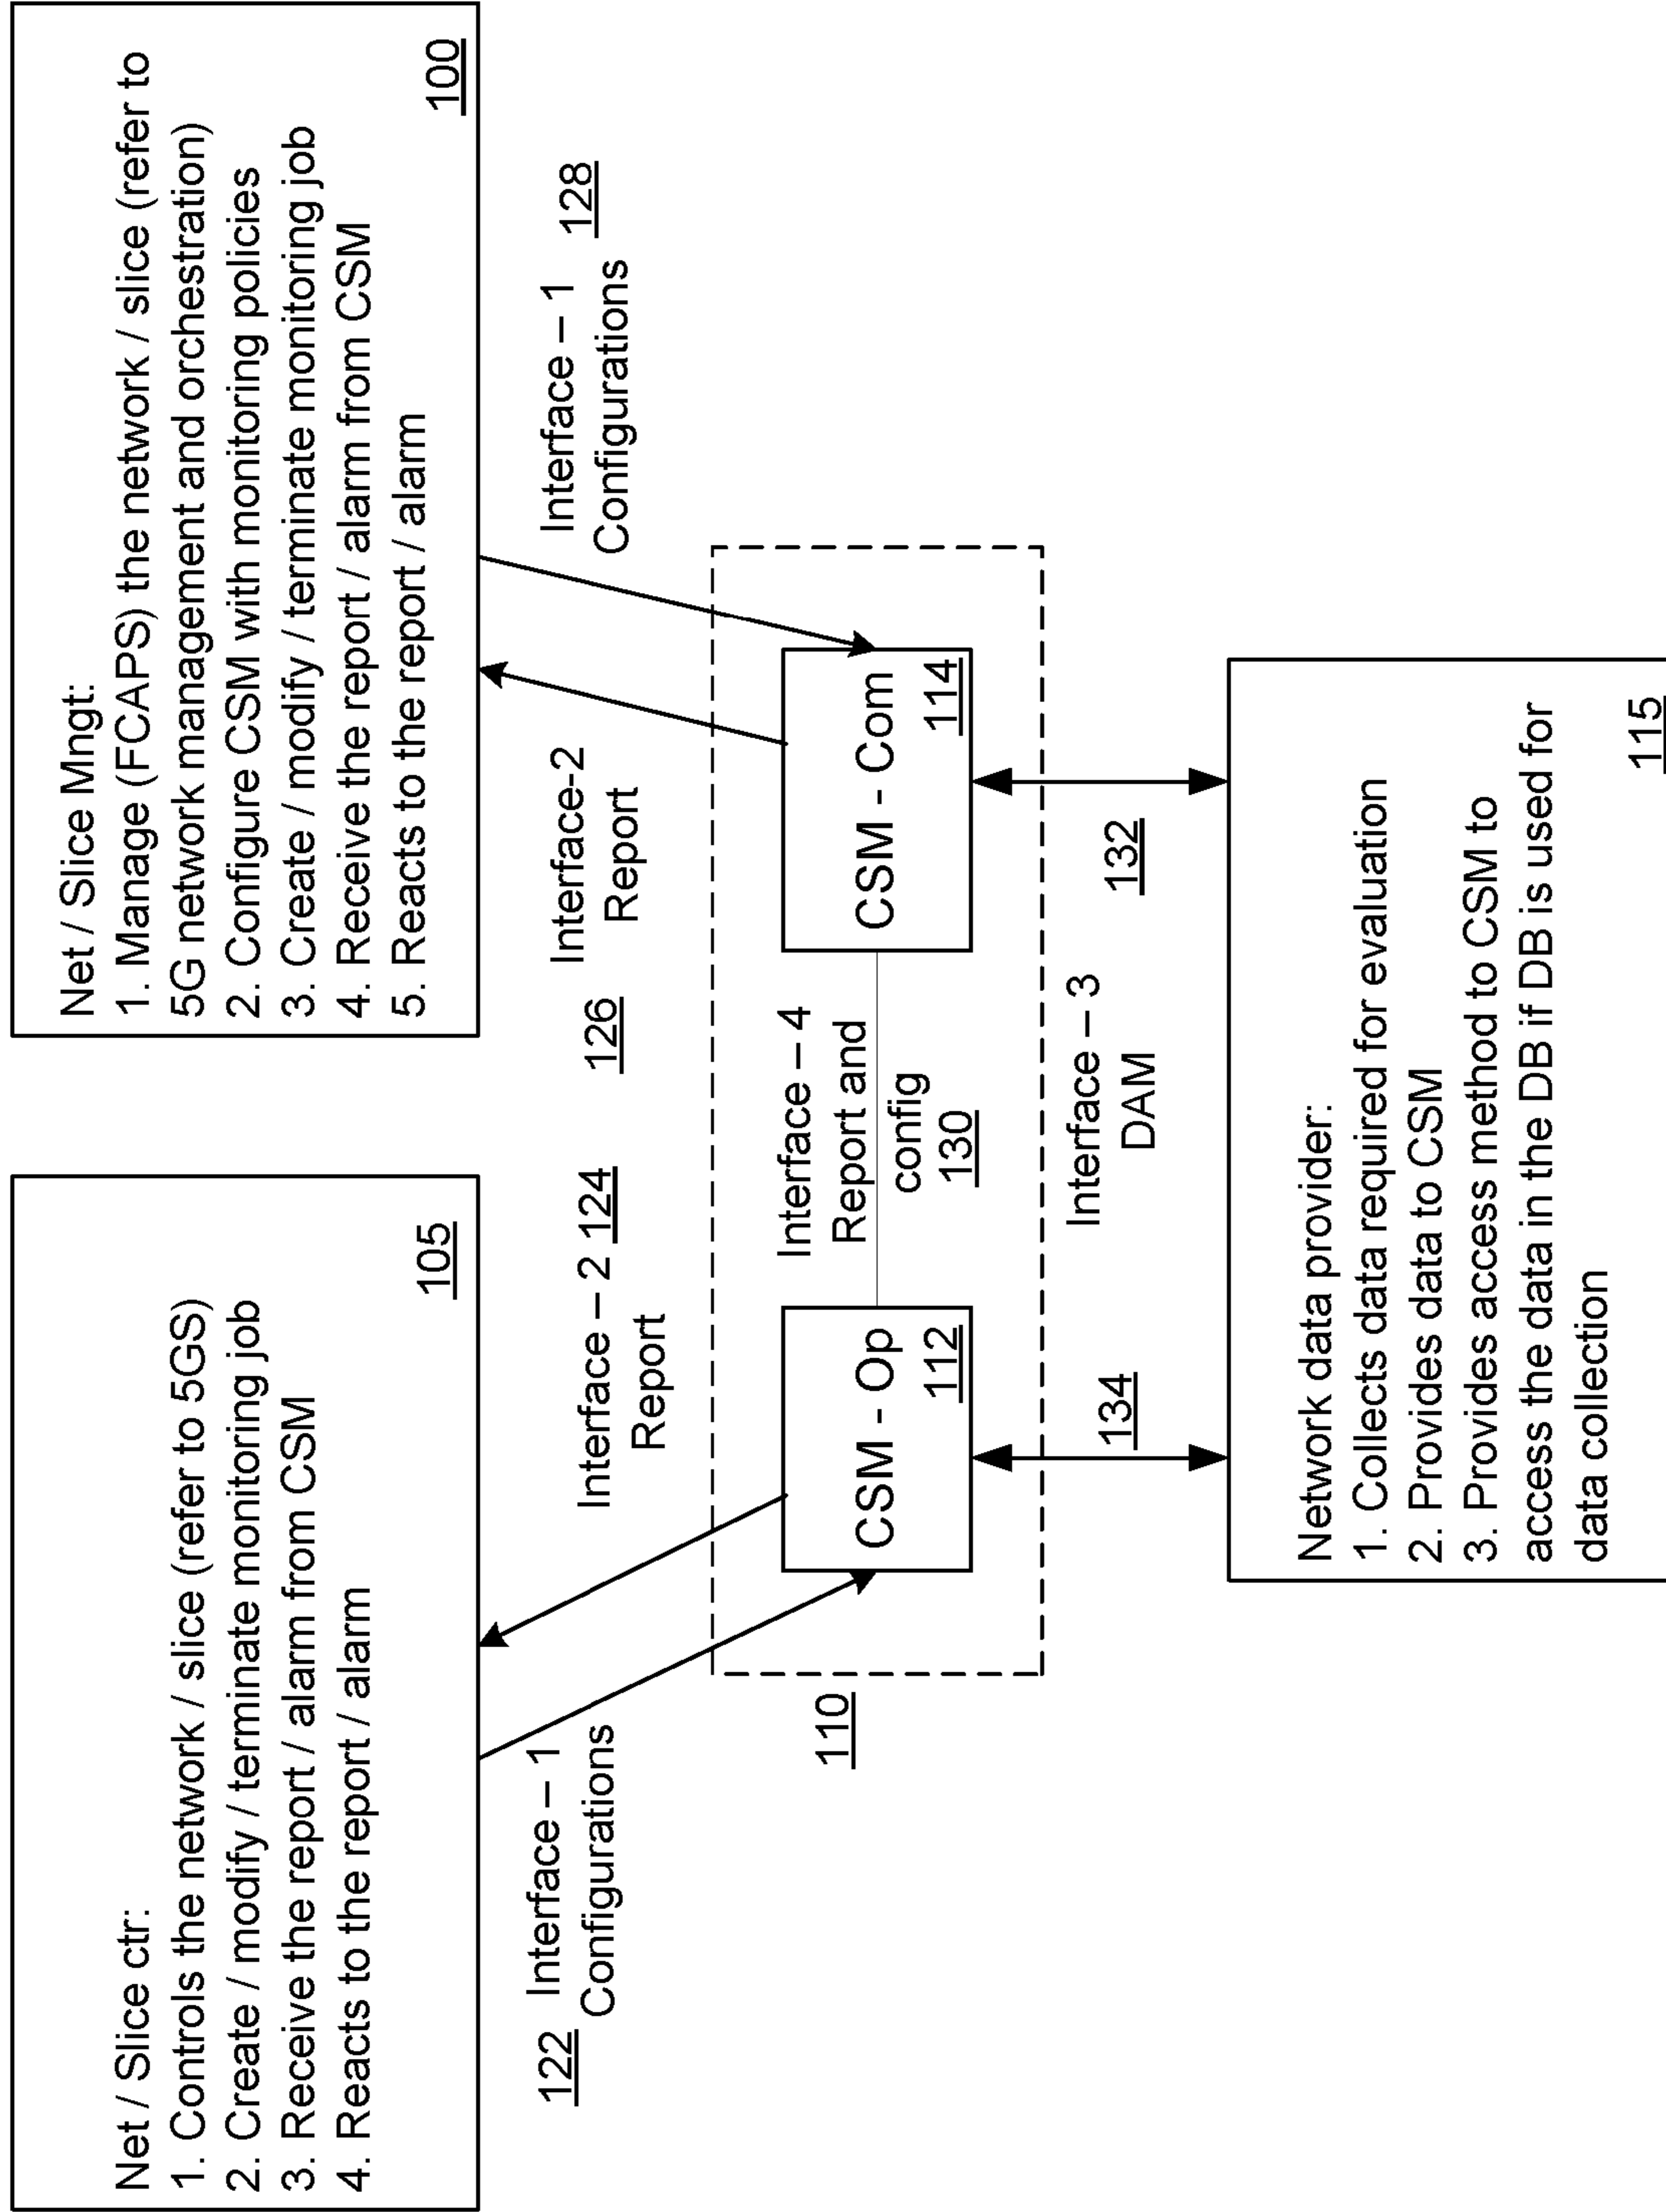 Net / Slice ctr:
1. Controls the network / slice (refer to 5GS)
2. Create / modify / terminate monitoring job
3. Receive the report / alarm from CSM
4. Reacts to the report / alarm
105
Net / Slice Mngt:
1. Manage (FCAPS) the network / slice (refer to
5G network management and orchestration)
2. Configure CSM with monitoring policies
3. Create / modify / terminate monitoring job
4. Receive the report / alarm from CSM
5. Reacts to the report / alarm
100
122 Interface – 1
Configurations
Interface – 2 124
Report
126 Interface-2
Report
Interface – 1 128
Configurations
110
CSM - Op
112
Interface – 4
Report and
config
130
CSM - Com
114
134
Interface – 3
DAM
132
Network data provider:
1. Collects data required for evaluation
2. Provides data to CSM
3. Provides access method to CSM to
access the data in the DB if DB is used for
data collection
115